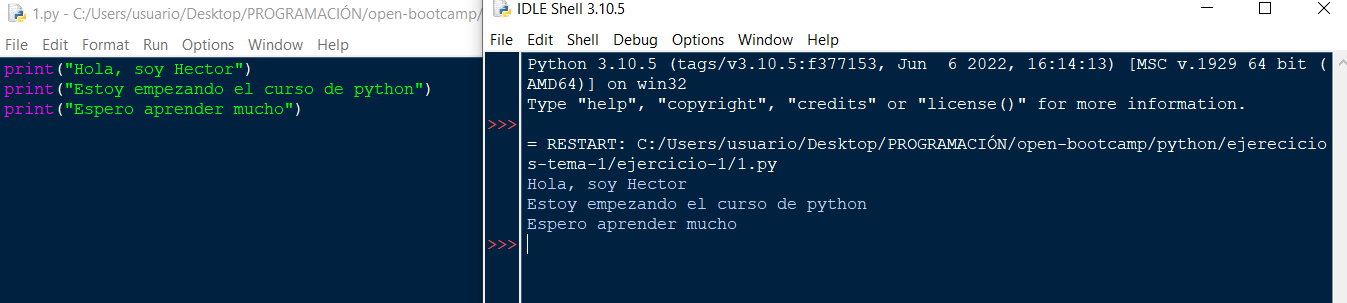 1.py - C:/Users/usuario/Desktop/PROGRAMACIÓN/open-bootcamp/
File Edit Format Run Options Window Help
print("Hola, soy Hector")
print("Estoy empezando el curso de python")
print("Espero aprender mucho")
IDLE Shell 3.10.5
File Edit Shell Debug Options Window Help
Python 3.10.5 (tags/v3.10.5:f377153, Jun  6 2022, 16:14:13) [MSC v.1929 64 bit (
AMD64)] on win32
Type "help", "copyright", "credits" or "license()" for more information.
>>>
= RESTART: C:/Users/usuario/Desktop/PROGRAMACIÓN/open-bootcamp/python/ejerecicio
s-tema-1/ejercicio-1/1.py
Hola, soy Hector
Estoy empezando el curso de python
Espero aprender mucho
>>>